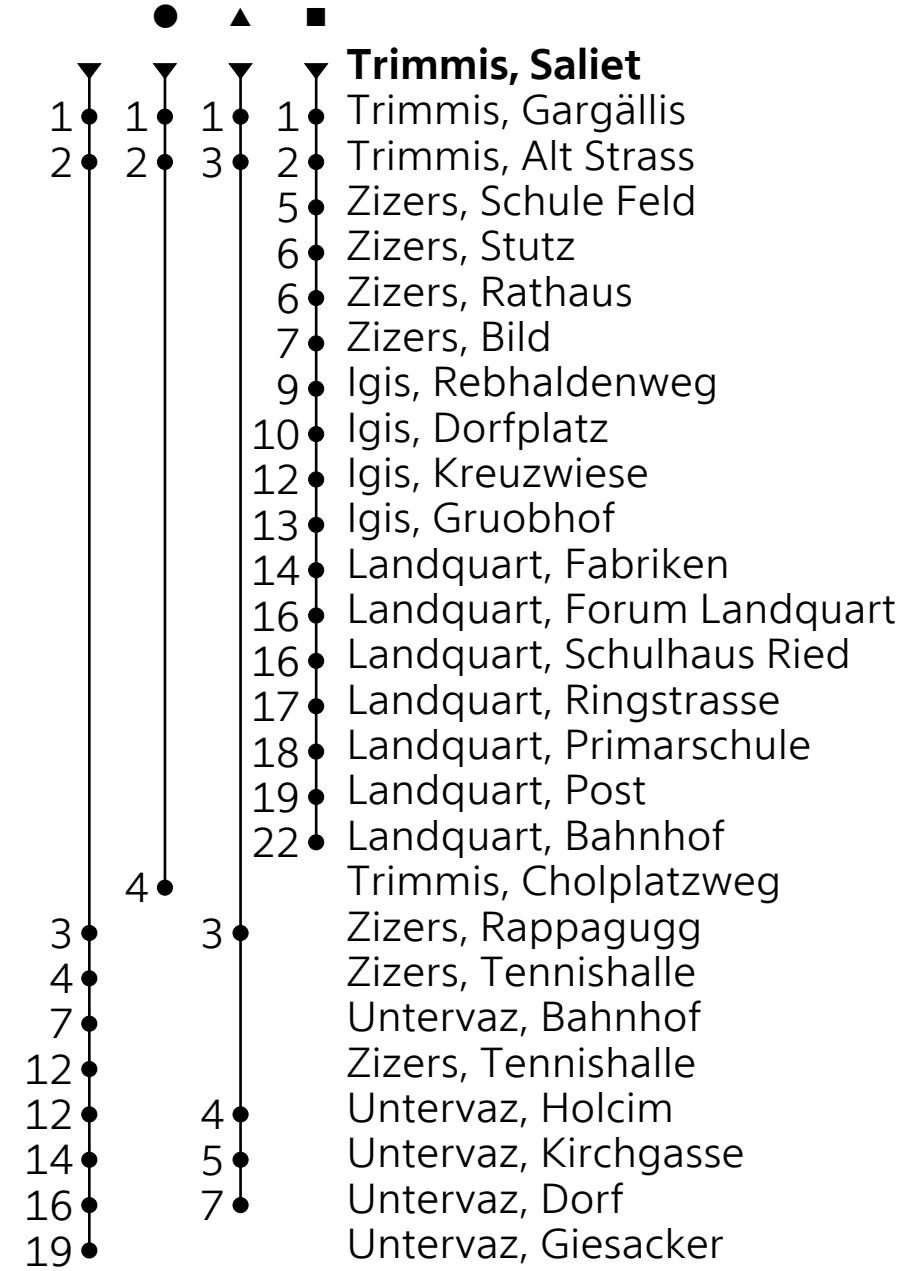 ● ▲ ■
Trimmis, Saliet
1 1 1 1 Trimmis, Gargällis
2 2 3 2 Trimmis, Alt Strass
5 Zizers, Schule Feld
6 Zizers, Stutz
6 Zizers, Rathaus
7 Zizers, Bild
9 Igis, Rebhaldenweg
10 Igis, Dorfplatz
12 Igis, Kreuzwiese
13 Igis, Gruobhof
14 Landquart, Fabriken
16 Landquart, Forum Landquart
16 Landquart, Schulhaus Ried
17 Landquart, Ringstrasse
18 Landquart, Primarschule
19 Landquart, Post
22 Landquart, Bahnhof
4 Trimmis, Cholplatzweg
3 3 Zizers, Rappagugg
4 Zizers, Tennishalle
7 Untervaz, Bahnhof
12 Zizers, Tennishalle
12 4 Untervaz, Holcim
14 5 Untervaz, Kirchgasse
16 7 Untervaz, Dorf
19 Untervaz, Giesacker